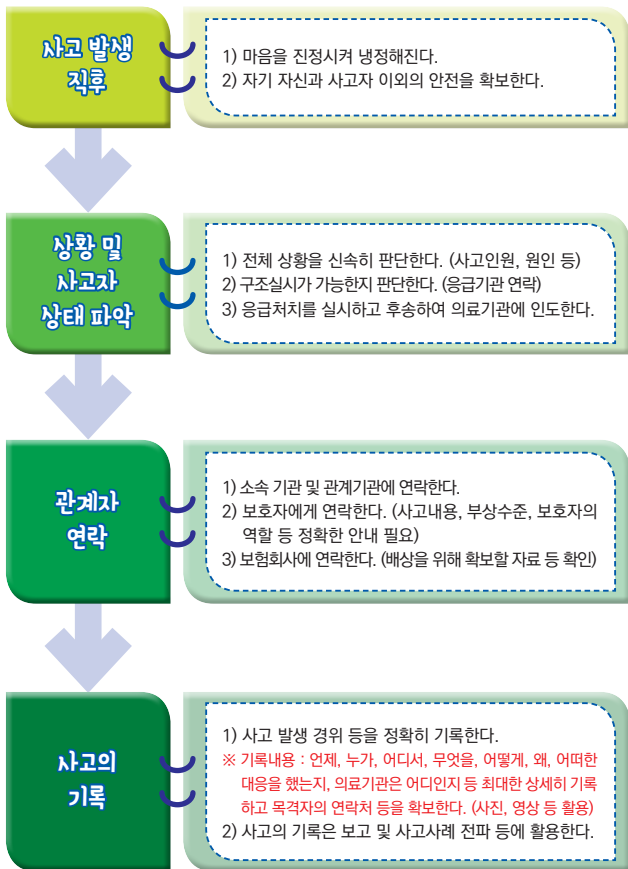 사고 발생
직후
1) 마음을 진정시켜 냉정해진다.
2) 자기 자신과 사고자 이외의 안전을 확보한다.
상황 및
사고자
상태 파악
1) 전체 상황을 신속히 판단한다. (사고인원, 원인 등)
2) 구조실시가 가능한지 판단한다. (응급기관 연락)
3) 응급처치를 실시하고 후송하여 의료기관에 인도한다.
관계자
연락
1) 소속 기관 및 관계기관에 연락한다.
2) 보호자에게 연락한다. (사고내용, 부상수준, 보호자의
역할 등 정확한 안내 필요)
3) 보험회사에 연락한다. (배상을 위해 확보할 자료 등 확인)
사고의
기록
1) 사고 발생 경위 등을 정확히 기록한다.
※ 기록내용 : 언제, 누가, 어디서, 무엇을, 어떻게, 왜, 어떠한
대응을 했는지, 의료기관은 어디인지 등 최대한 상세히 기록
하고 목격자의 연락처 등을 확보한다. (사진, 영상 등 활용)
2) 사고의 기록은 보고 및 사고사례 전파 등에 활용한다.